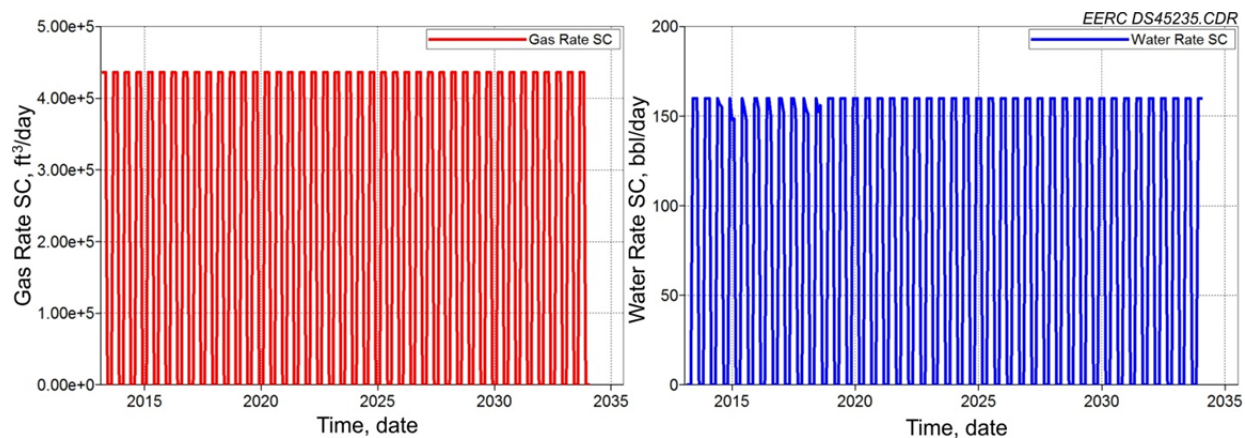 EERC DS45235.CDR
5.00e+5
4.00e+5
3.00e+5
2.00e+5
1.00e+5
0.00e+0
Gas Rate SC, ft³/day
Gas Rate SC
2015
2020
2025
2030
2035
Time, date
200
150
100
50
0
Water Rate SC, bbl/day
Water Rate SC
2015
2020
2025
2030
2035
Time, date